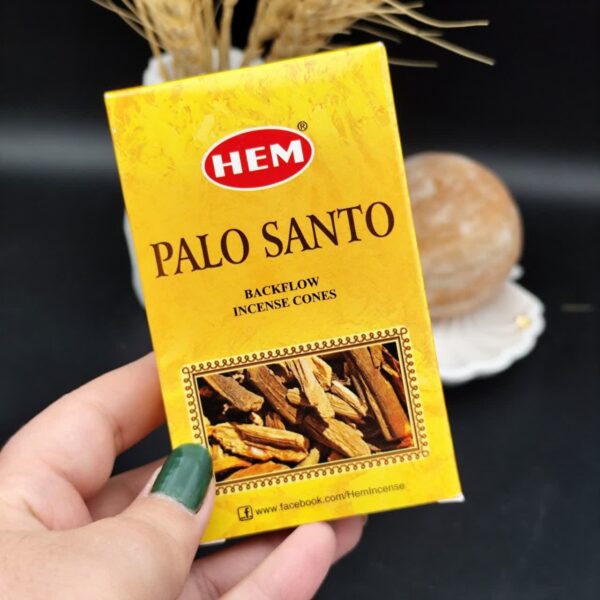 HEM®
PALO SANTO
BACKFLOW
INCENSE CONES
f www.facebook.com/HemIncense